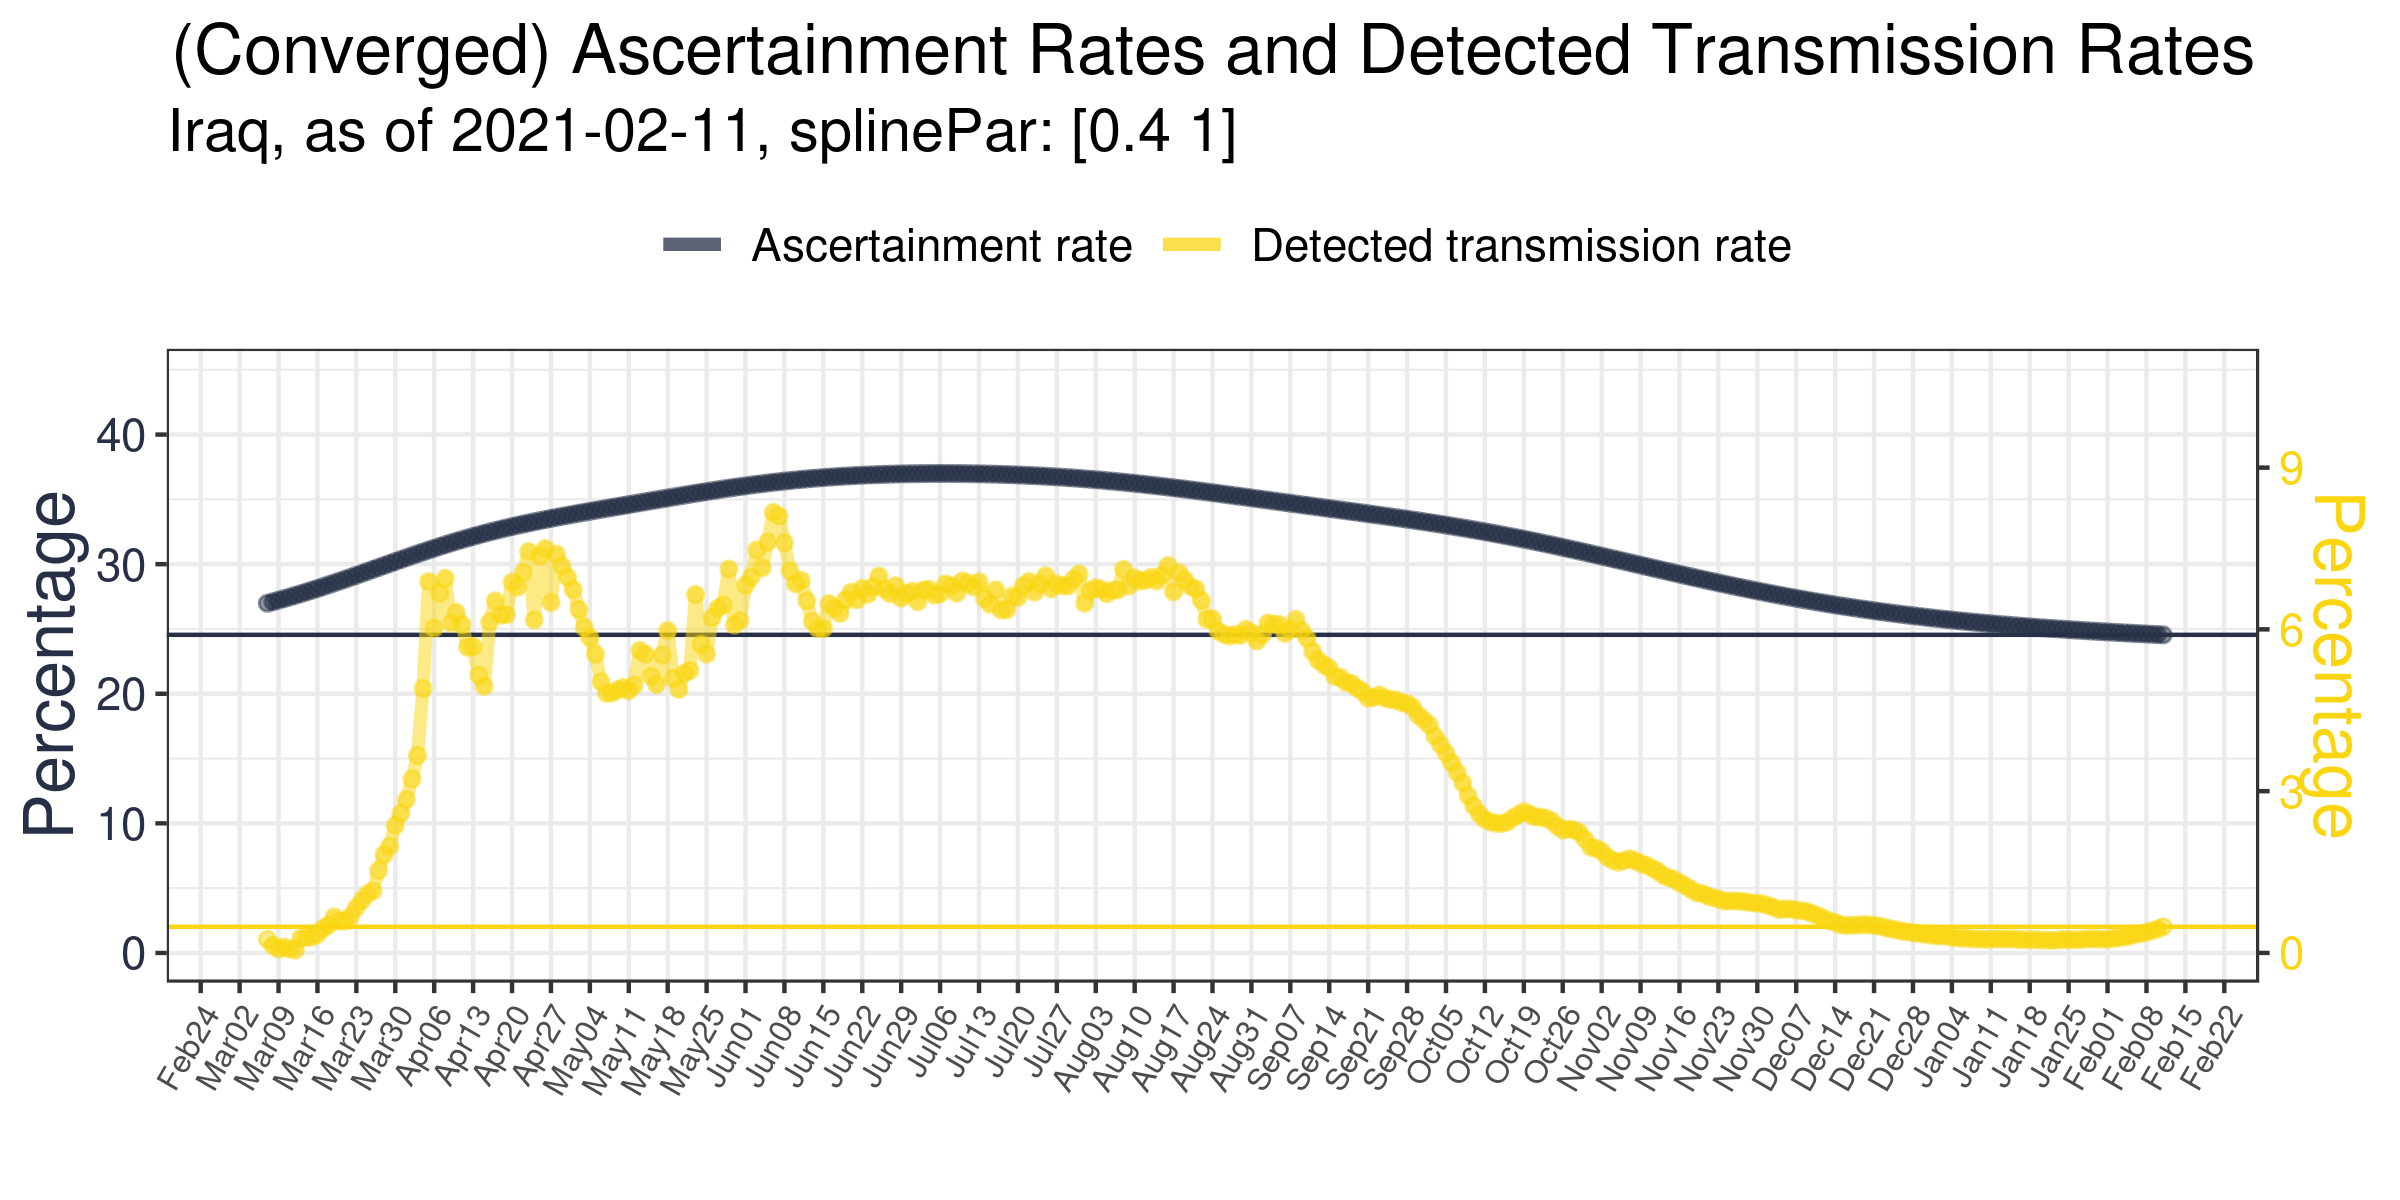 (Converged) Ascertainment Rates and Detected Transmission Rates
Iraq, as of 2021-02-11, splinePar: [0.4 1]
Ascertainment rate
Detected transmission rate
Percentage
40
30
20
10
0
9
6
3
0
Percentage
Feb24
Mar02
Mar09
Mar16
Mar23
Mar30
Apr06
Apr13
Apr20
Apr27
May04
May11
May18
May25
Jun01
Jun08
Jun15
Jun22
Jun29
Jul06
Jul13
Jul20
Jul27
Aug03
Aug10
Aug17
Aug24
Aug31
Sep07
Sep14
Sep21
Sep28
Oct05
Oct12
Oct19
Oct26
Nov02
Nov09
Nov16
Nov23
Nov30
Dec07
Dec14
Dec21
Dec28
Jan04
Jan11
Jan18
Jan25
Feb01
Feb08
Feb15
Feb22